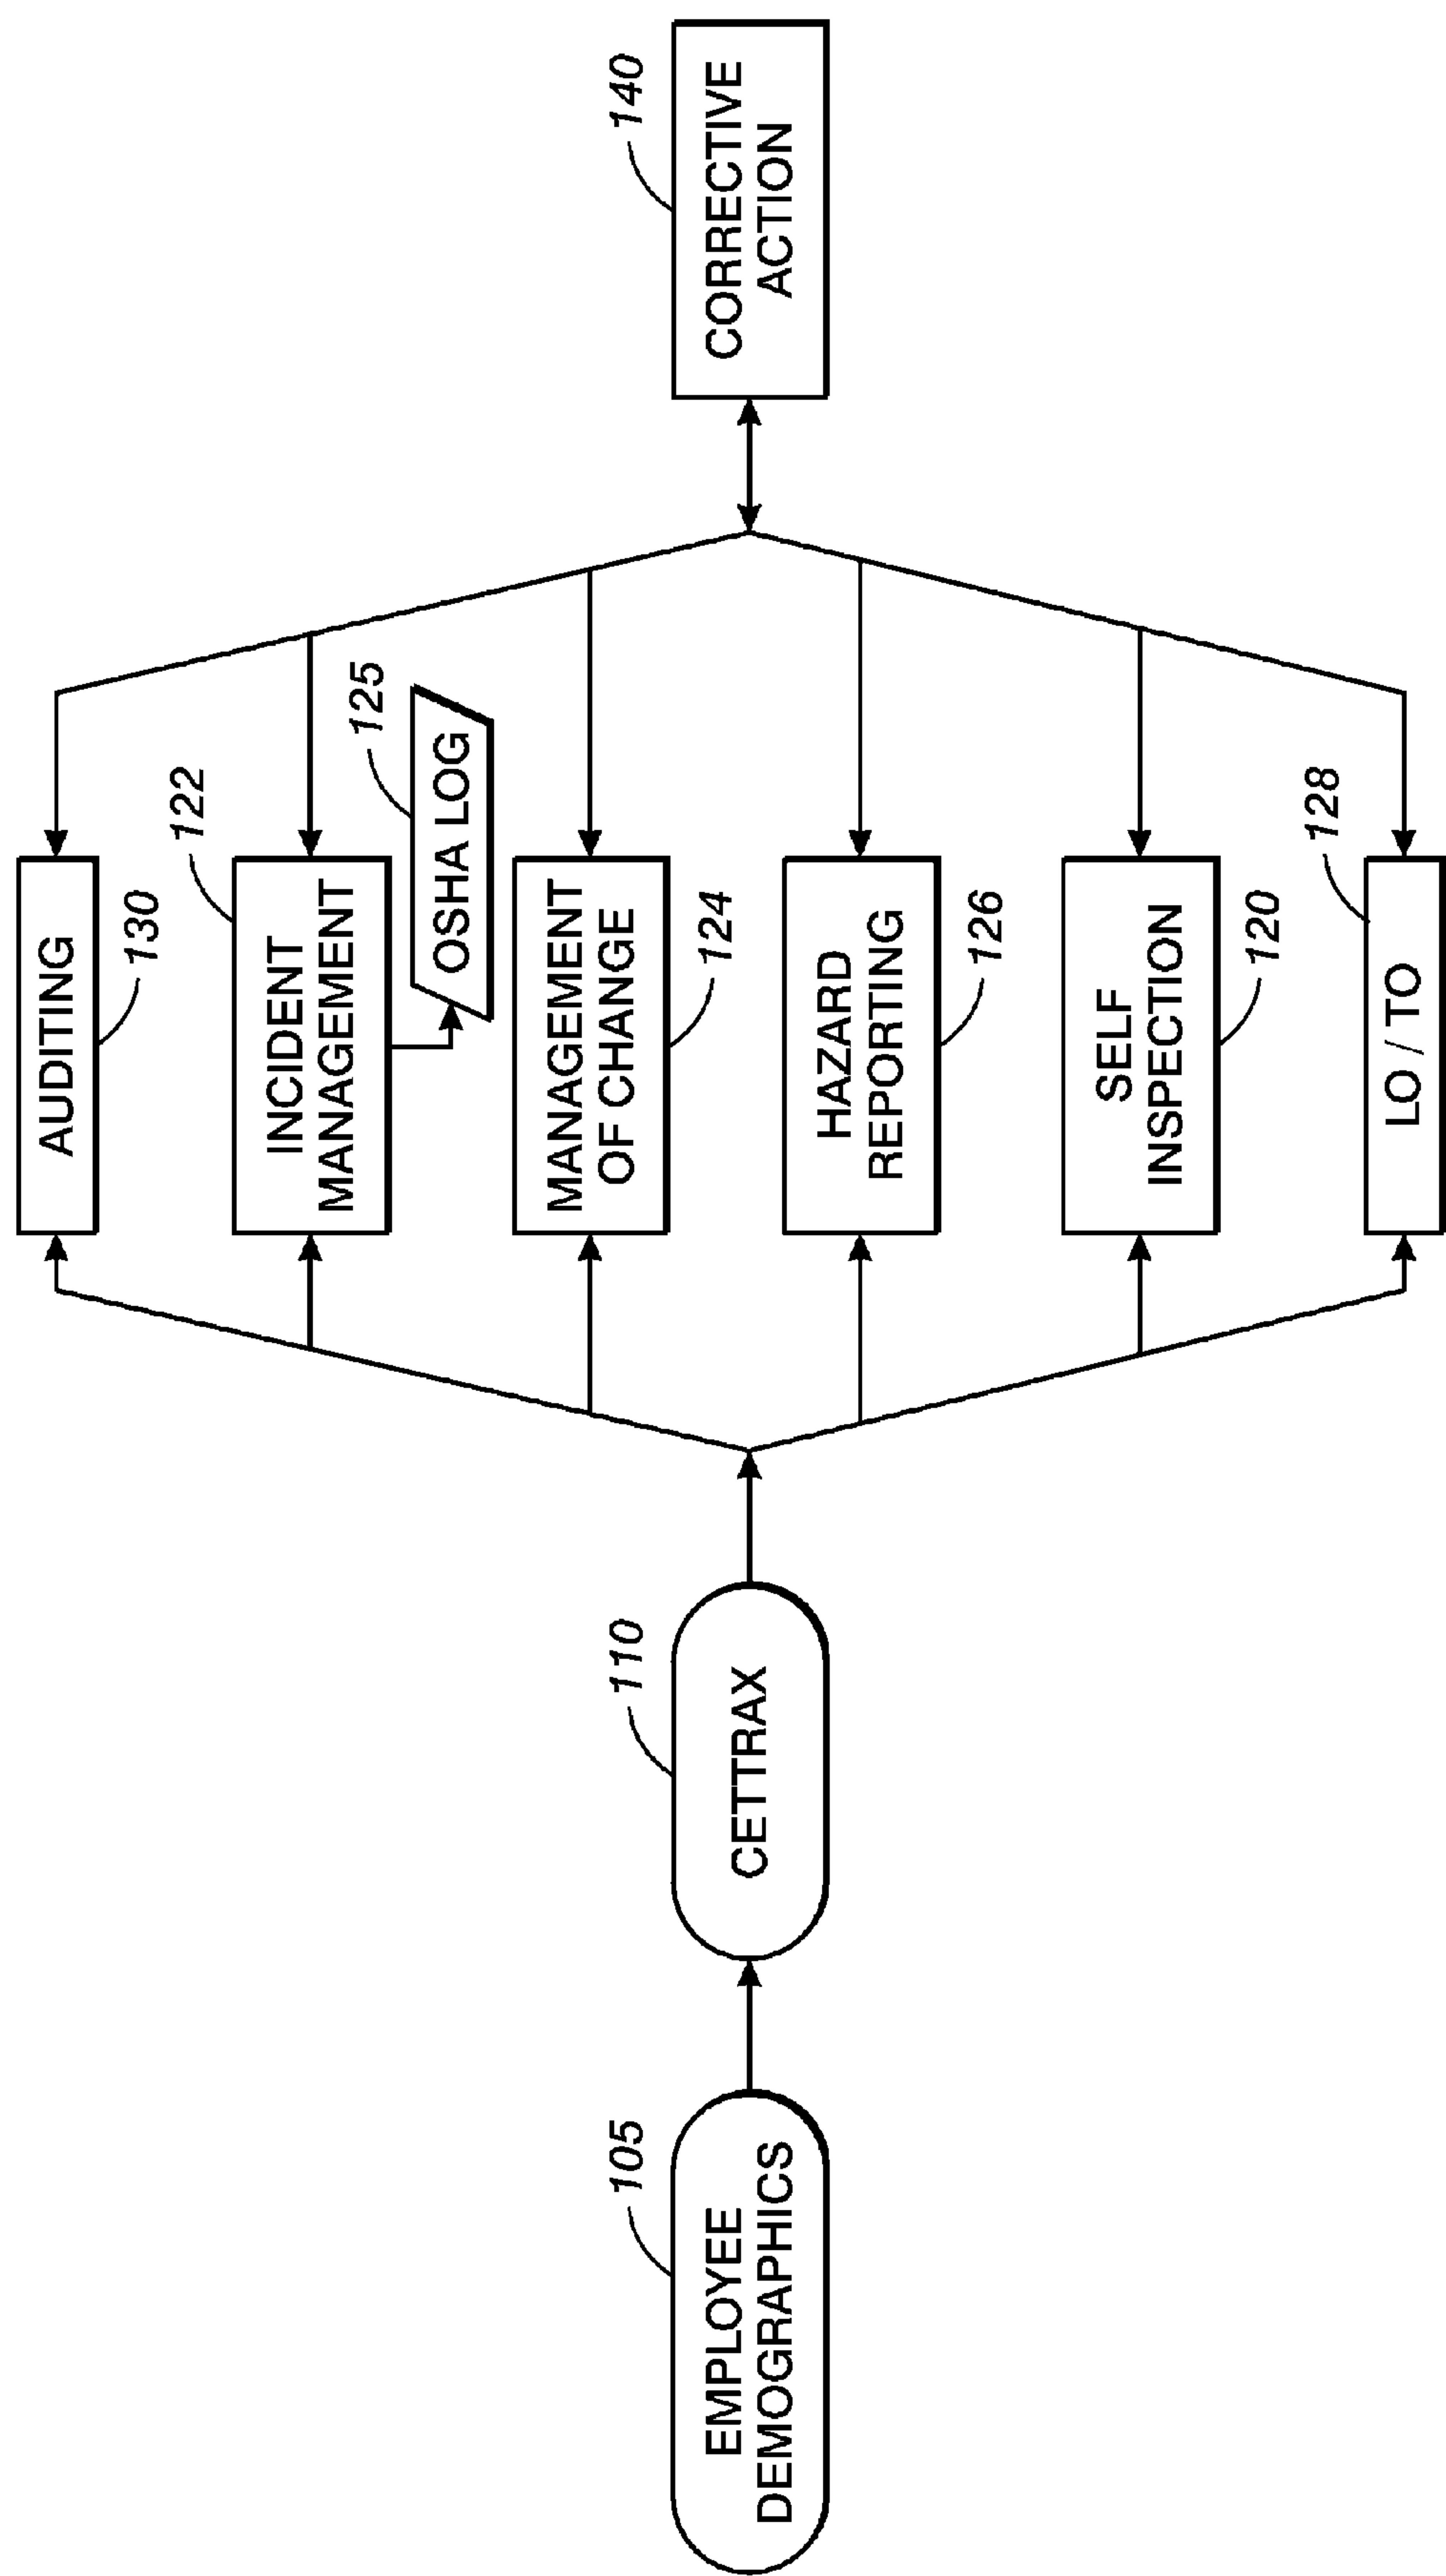 EMPLOYEE
DEMOGRAPHICS
105
CETTRAX
110
AUDITING
130
INCIDENT
MANAGEMENT
122
OSHA LOG
125
MANAGEMENT
OF CHANGE
124
HAZARD
REPORTING
126
SELF
INSPECTION
120
LO / TO
128
CORRECTIVE
ACTION
140